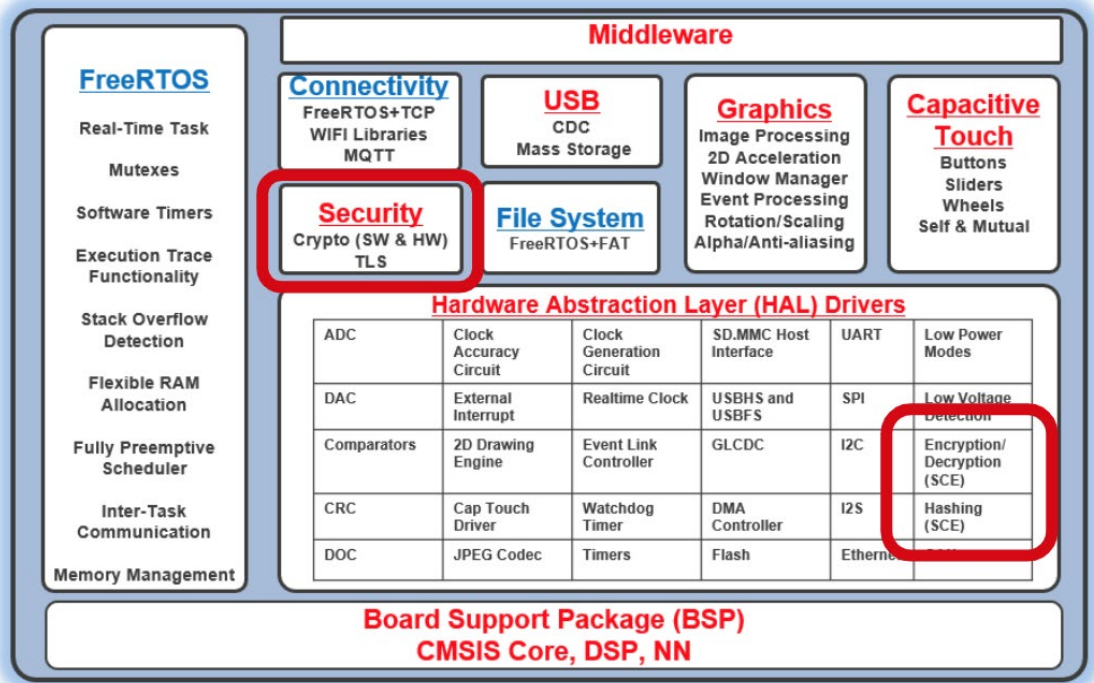 FreeRTOS
Real-Time Task
Mutexes
Software Timers
Execution Trace
Functionality
Stack Overflow
Detection
Flexible RAM
Allocation
Fully Preemptive
Scheduler
Inter-Task
Communication
Memory Management
Middleware
Connectivity
FreeRTOS+TCP
WIFI Libraries
MQTT
USB
CDC
Mass Storage
Graphics
Image Processing
2D Acceleration
Window Manager
Event Processing
Rotation/Scaling
Alpha/Anti-aliasing
Capacitive
Touch
Buttons
Sliders
Wheels
Self & Mutual
Security
Crypto (SW & HW)
TLS
File System
FreeRTOS+FAT
Hardware Abstraction Layer (HAL) Drivers
ADC
Clock
Accuracy
Circuit
Clock
Generation
Circuit
SD.MMC Host
Interface
UART
Low Power
Modes
DAC
External
Interrupt
Realtime Clock
USBHS and
USBFS
SPI
Low Voltage
Detection
Comparators
2D Drawing
Engine
Event Link
Controller
GLCDC
I2C
Encryption/
Decryption
(SCE)
CRC
Cap Touch
Driver
Watchdog
Timer
DMA
Controller
I2S
Hashing
(SCE)
DOC
JPEG Codec
Timers
Flash
Ethernet
Board Support Package (BSP)
CMSIS Core, DSP, NN